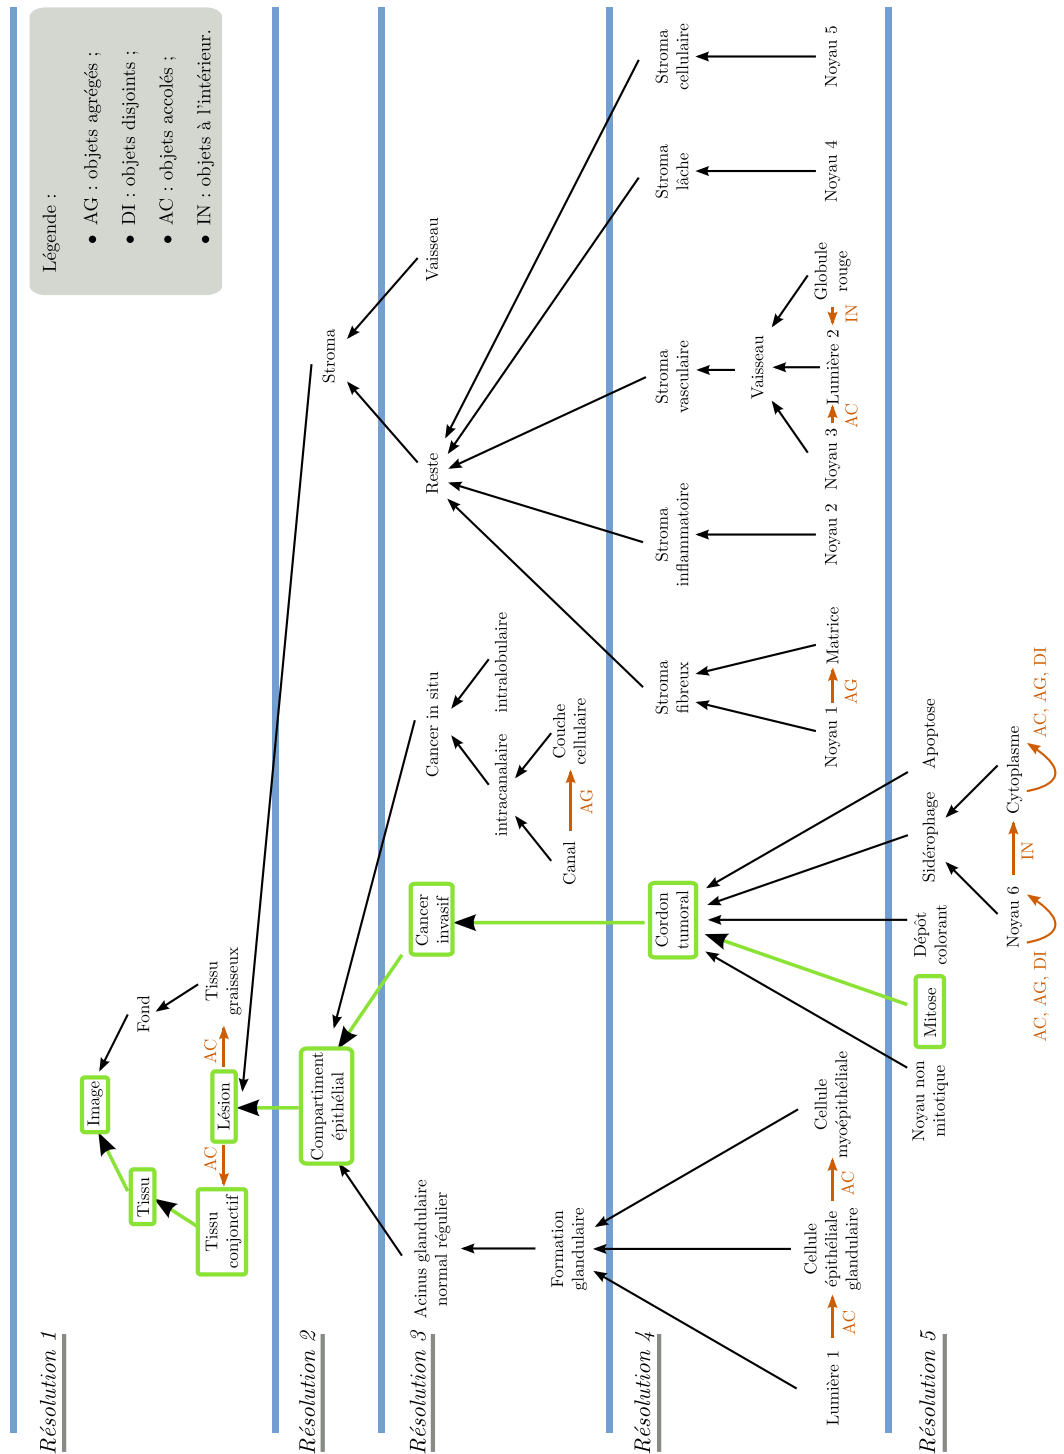 Résolution 1
Image
Tissu
Fond
Tissu
conjonctif
AC
Lésion
AC
Tissu
graisseux
Légende :
• AG : objets agrégés ;
• DI : objets disjoints ;
• AC : objets accolés ;
• IN : objets à l'intérieur.
Résolution 2
Compartiment
épithélial
Stroma
Résolution 3
Acinus glandulaire
normal régulier
Cancer
invasif
Cancer in situ
Reste
Vaisseau
intracanalaire
intralobulaire
Formation
glandulaire
Canal
AG
Couche
cellulaire
Résolution 4
Cordon
tumoral
Stroma
fibreux
Stroma
inflammatoire
Stroma
vasculaire
Stroma
lâche
Stroma
cellulaire
Vaisseau
Lumière 1
AC
Cellule
épithéliale
glandulaire
AC
Cellule
myoépithéliale
Noyau 1
AG
Matrice
Noyau 2
Noyau 3
AC
Lumière 2
IN
Globule
rouge
Noyau 4
Noyau 5
Résolution 5
Noyau non
mitotique
Mitose
Dépôt
colorant
Sidérophage
Apoptose
Noyau 6
IN
Cytoplasme
AC, AG, DI
AC, AG, DI